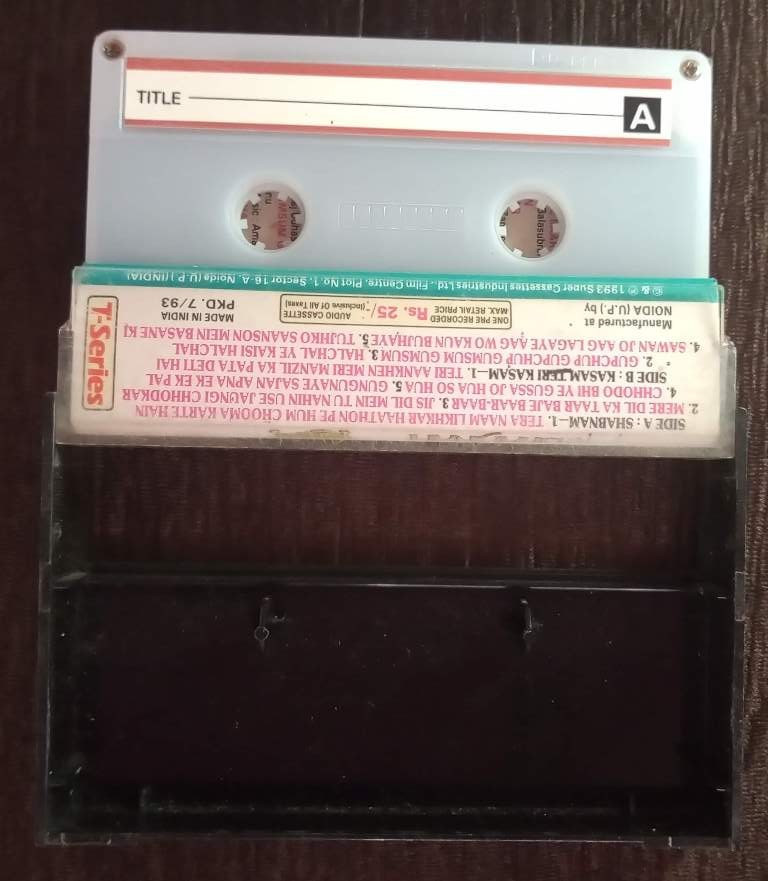 TITLE
A
SIDE A : SHABNAM—1. TERA NAAM LIKHKAR HAATHON PE HUM CHOOMA KARTE HAIN
2. MERE DIL KA TAAR BAJE BAAR-BAAR 3. JIS DIL MEIN TU NAHIN USE JAUNGI CHHODKAR
4. CHHODO BHI YE GUSSA JO HUA SO HUA 5. GUNGUNAYE SAJAN APNA EK EK PAL
SIDE B : KASAM TERI KASAM—1. TERI AANKHEN MERI MANZIL KA PATA DETI HAI
2. GUPCHUP GUPCHUP GUMSUM GUMSUM 3. HALCHAL YE KAISI HALCHAL
4. SAWAN JO AAG LAGAYE AAG WO KAUN BUJHAYE 5. TUJHKO SAANSON MEIN BASANE KI
T-Series
Manufactured at
NOIDA (U.P.) by
ONE PRE RECORDED
MAX. RETAIL PRICE
Rs. 25/-
AUDIO CASSETTE
(Inclusive Of All Taxes)
MADE IN INDIA
PKD. 7/93
© & ℗ 1993 Super Cassettes Industries Ltd., Film Centre, Plot No. 1, Sector 16-A, Noida (U.P.) (INDIA)